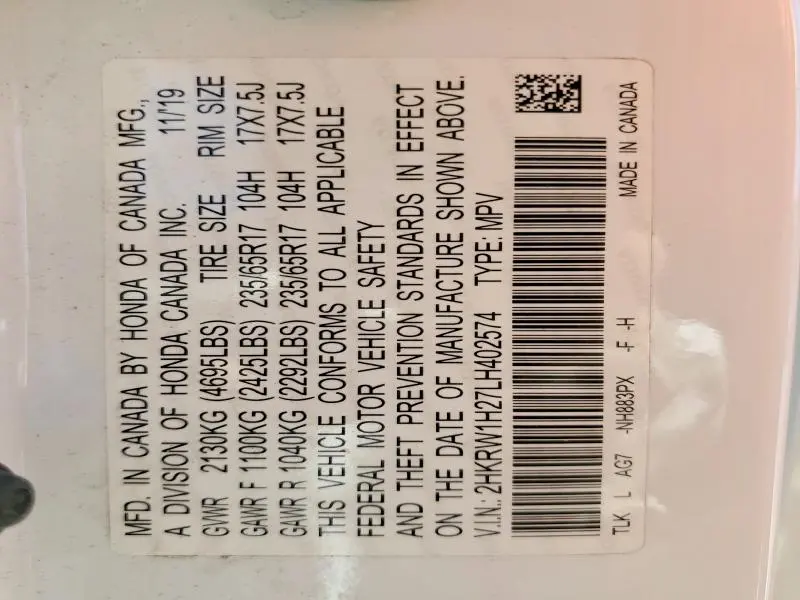 MFD. IN CANADA BY HONDA OF CANADA MFG.,
A DIVISION OF HONDA CANADA INC. 11/'19
GVWR 2130KG (4695LBS) TIRE SIZE RIM SIZE
GAWR F 1100KG (2425LBS) 235/65R17 104H 17X7.5J
GAWR R 1040KG (2292LBS) 235/65R17 104H 17X7.5J
THIS VEHICLE CONFORMS TO ALL APPLICABLE
FEDERAL MOTOR VEHICLE SAFETY
AND THEFT PREVENTION STANDARDS IN EFFECT
ON THE DATE OF MANUFACTURE SHOWN ABOVE.
V.I.N.: 2HKRW1H27LH402574 TYPE: MPV
TLK L AG7 -NH883PX -F -H MADE IN CANADA